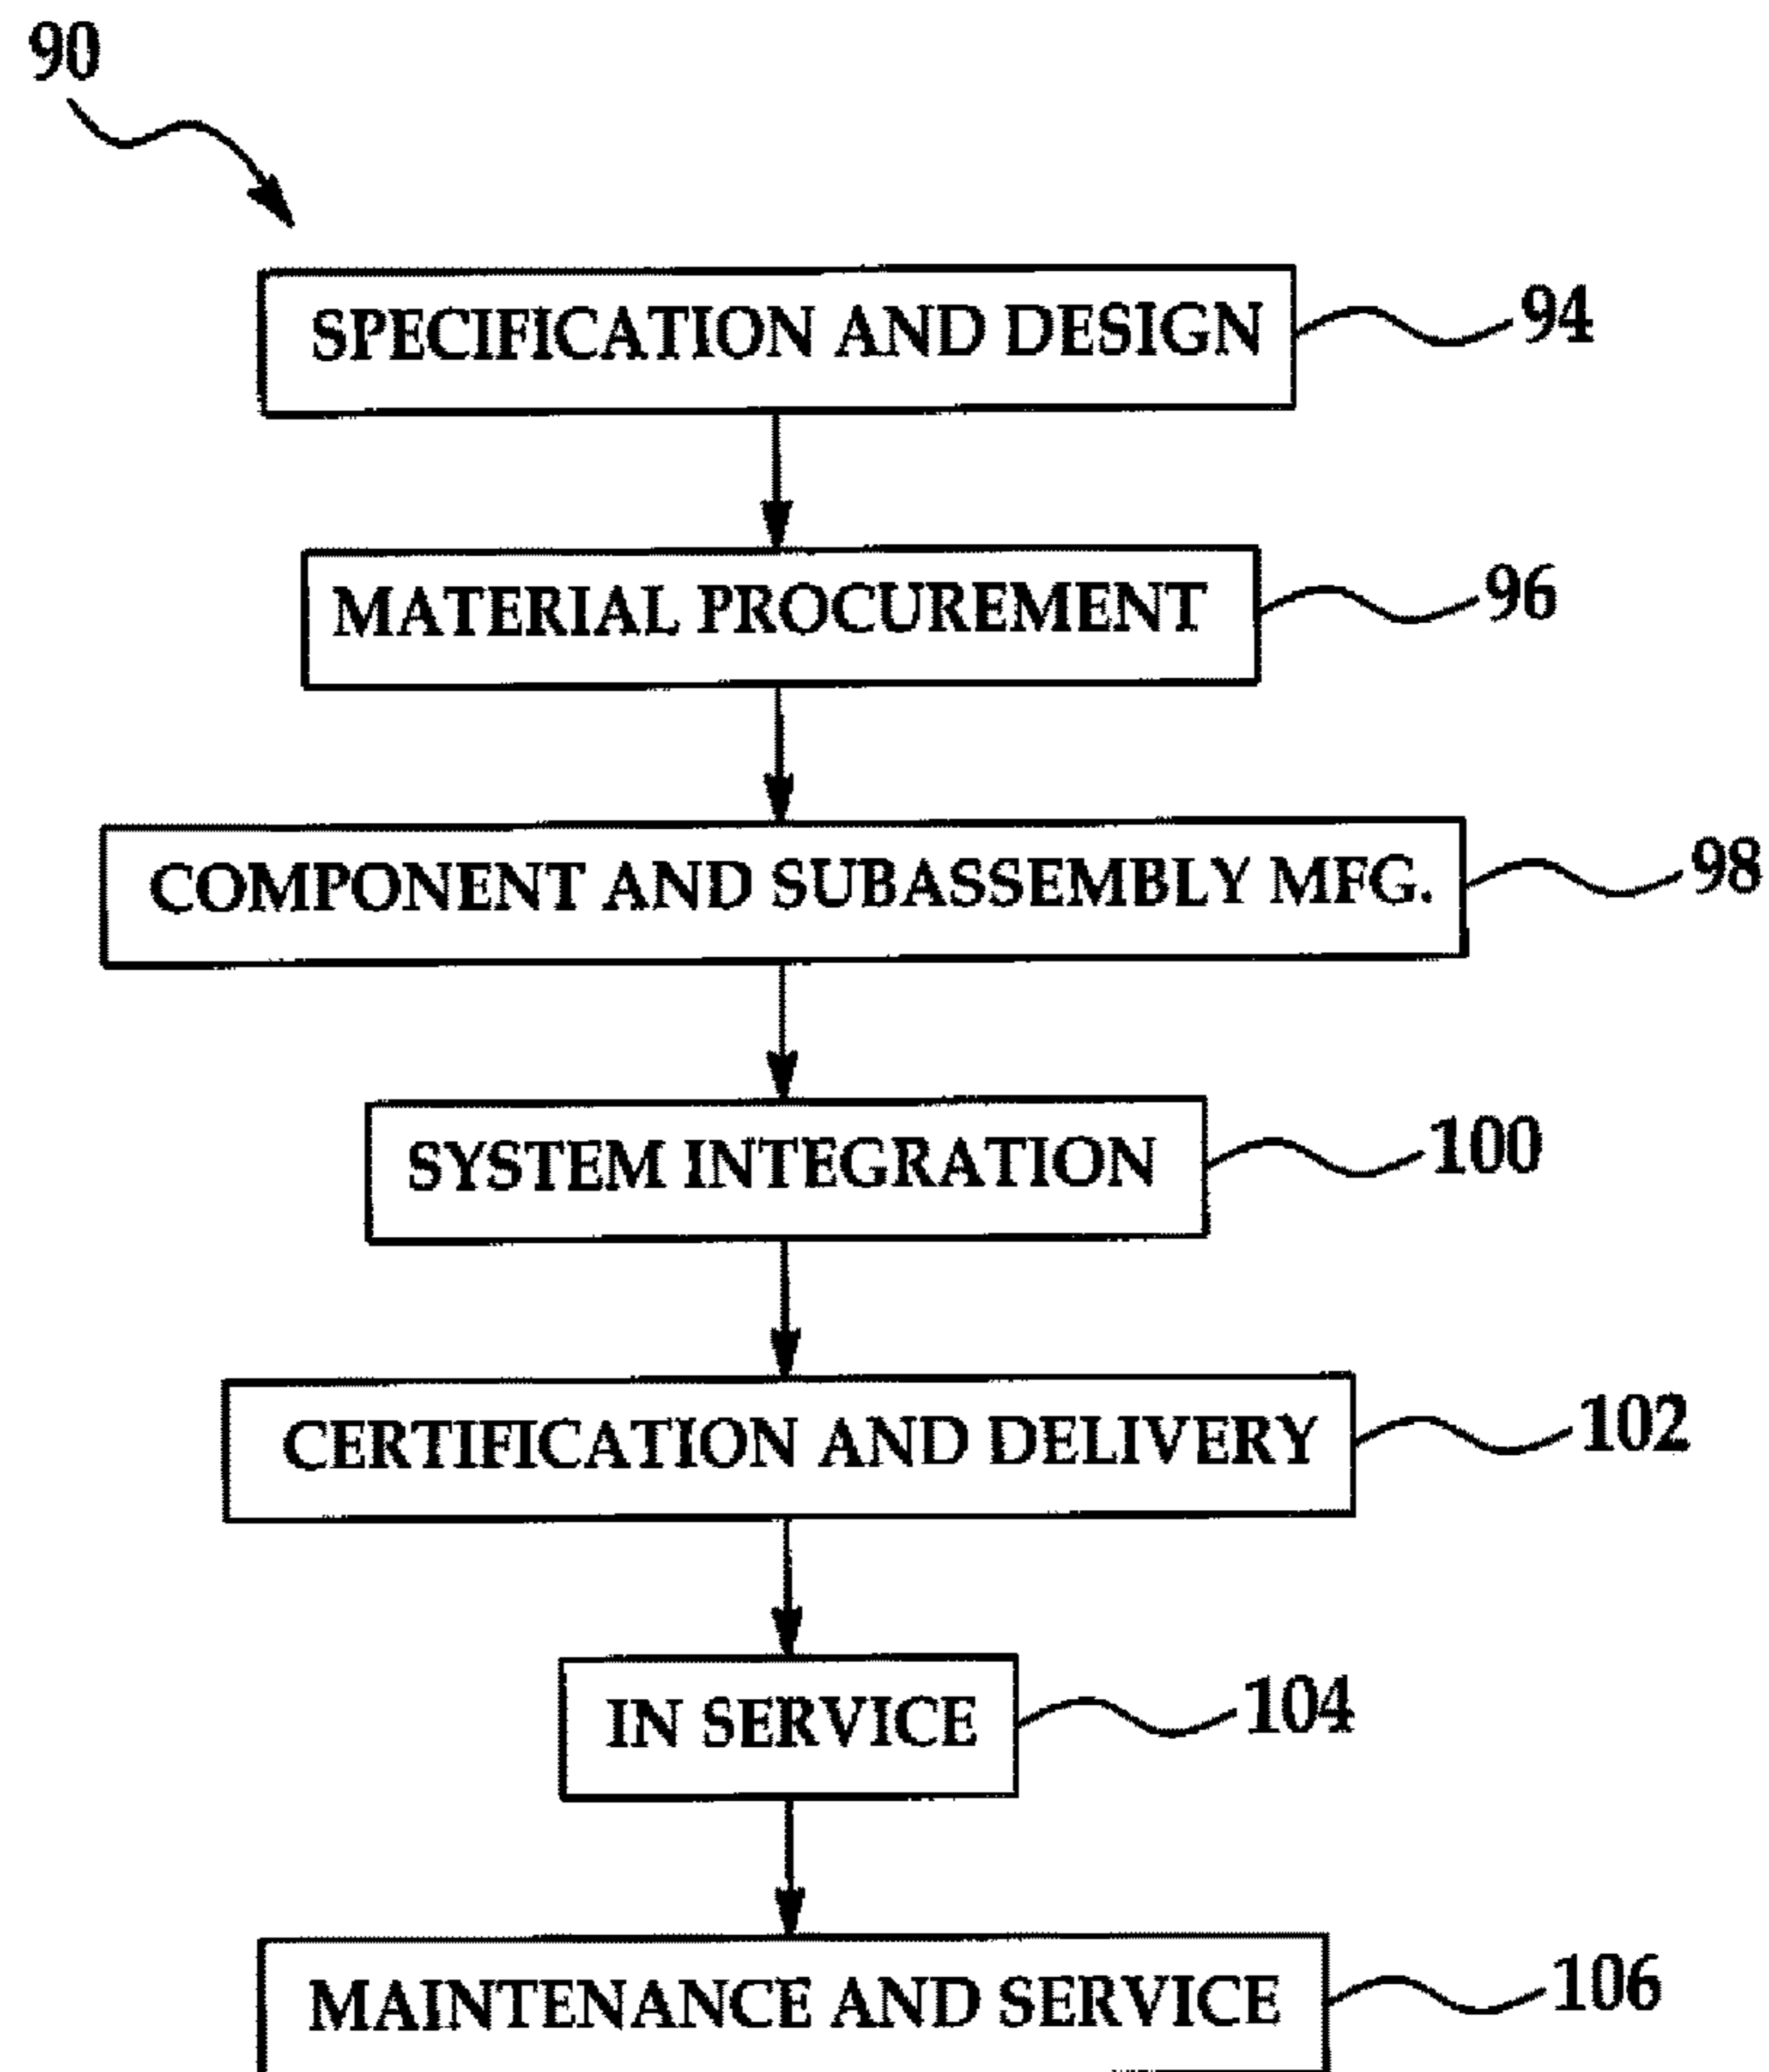 90
SPECIFICATION AND DESIGN 94
MATERIAL PROCUREMENT 96
COMPONENT AND SUBASSEMBLY MFG. 98
SYSTEM INTEGRATION 100
CERTIFICATION AND DELIVERY 102
IN SERVICE 104
MAINTENANCE AND SERVICE 106